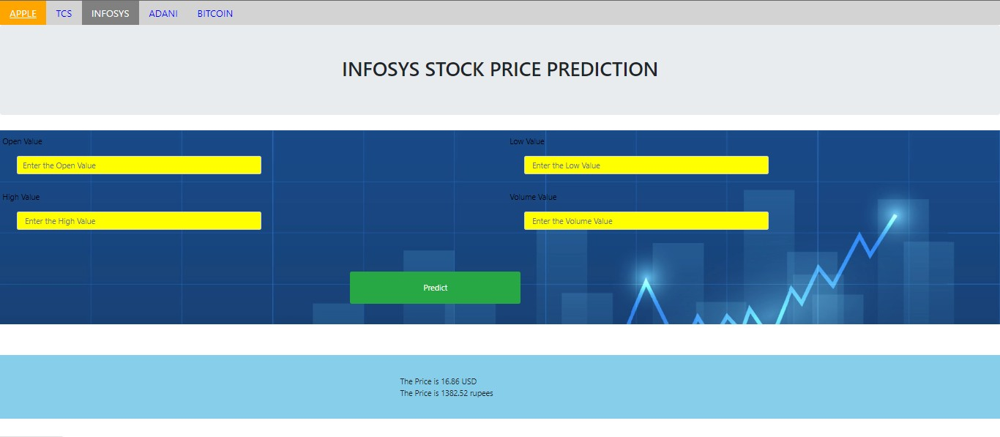 APPLE TCS INFOSYS ADANI BITCOIN
INFOSYS STOCK PRICE PREDICTION
Open Value
Enter the Open Value
Low Value
Enter the Low Value
High Value
Enter the High Value
Volume Value
Enter the Volume Value
Predict
The Price is 16.86 USD
The Price is 1382.52 rupees